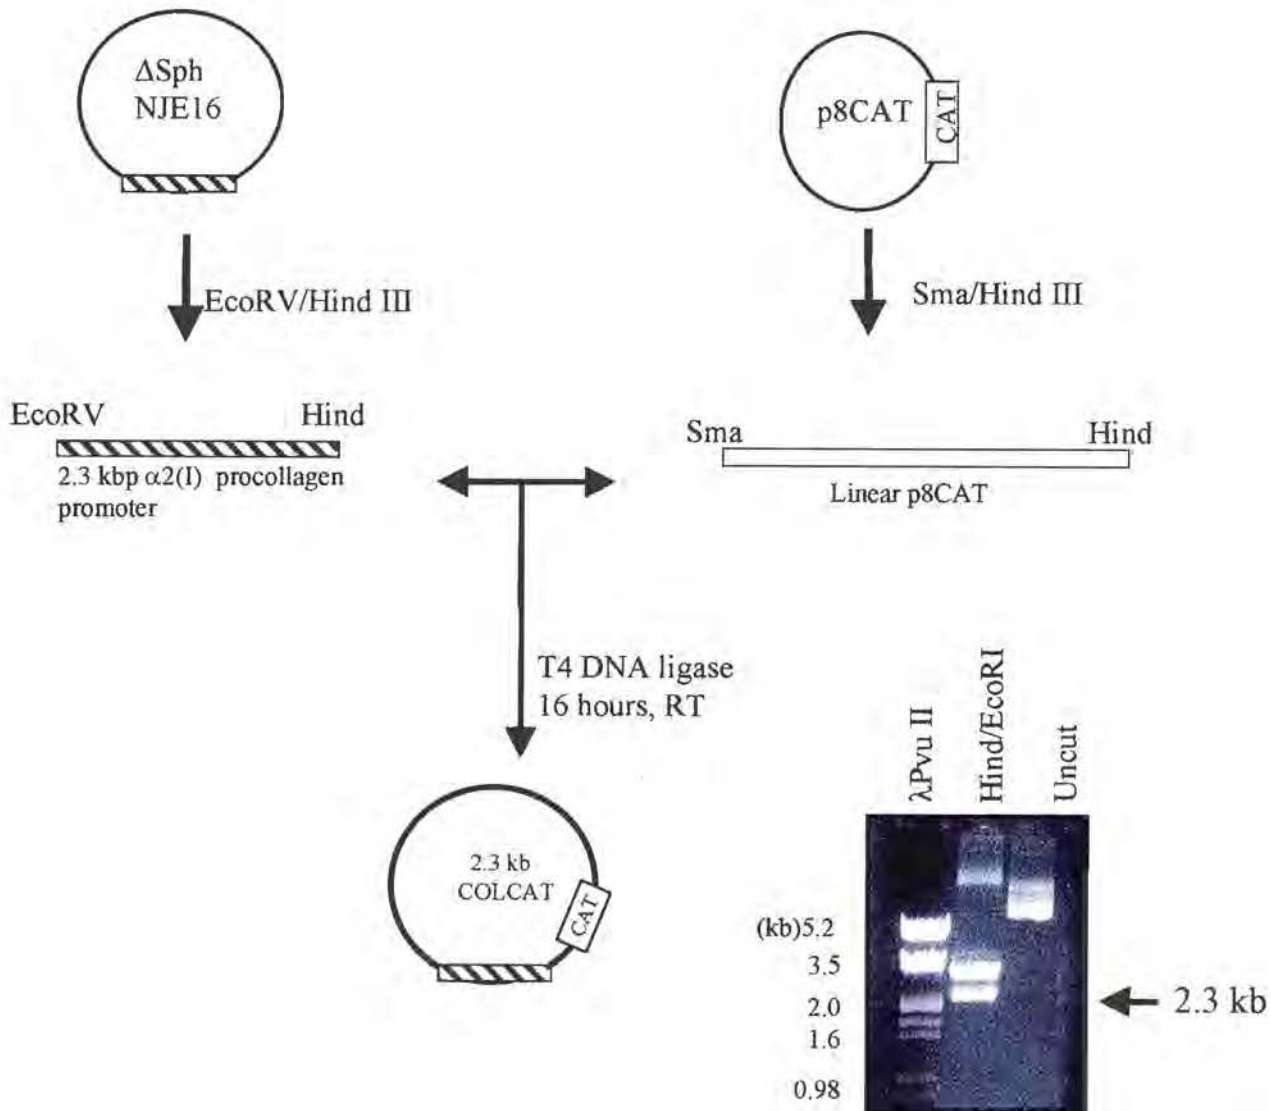 ΔSph
NJE16
p8CAT
CAT
EcoRV/Hind III
Sma/Hind III
EcoRV
Hind
2.3 kbp α2(I) procollagen
promoter
Sma
Hind
Linear p8CAT
T4 DNA ligase
16 hours, RT
2.3 kb
COLCAT
CAT
λPvu II
Hind/EcoRI
Uncut
(kb)5.2
3.5
2.0
1.6
0.98
2.3 kb